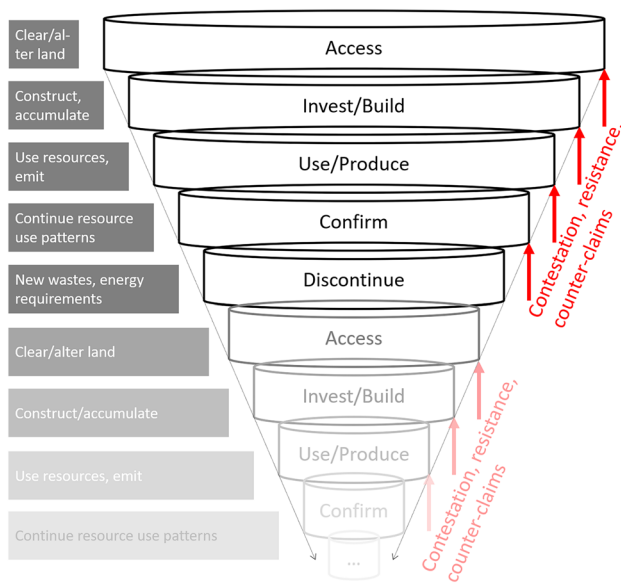 Clear/al-
ter land
Access
Construct,
accumulate
Invest/Build
Use resources,
emit
Use/Produce
Continue resource
use patterns
Confirm
New wastes, energy
requirements
Discontinue
Contestation, resistance,
counter-claims
Clear/alter land
Access
Construct/accumulate
Invest/Build
Use resources, emit
Use/Produce
Continue resource use patterns
Confirm
...
Contestation, resistance,
counter-claims